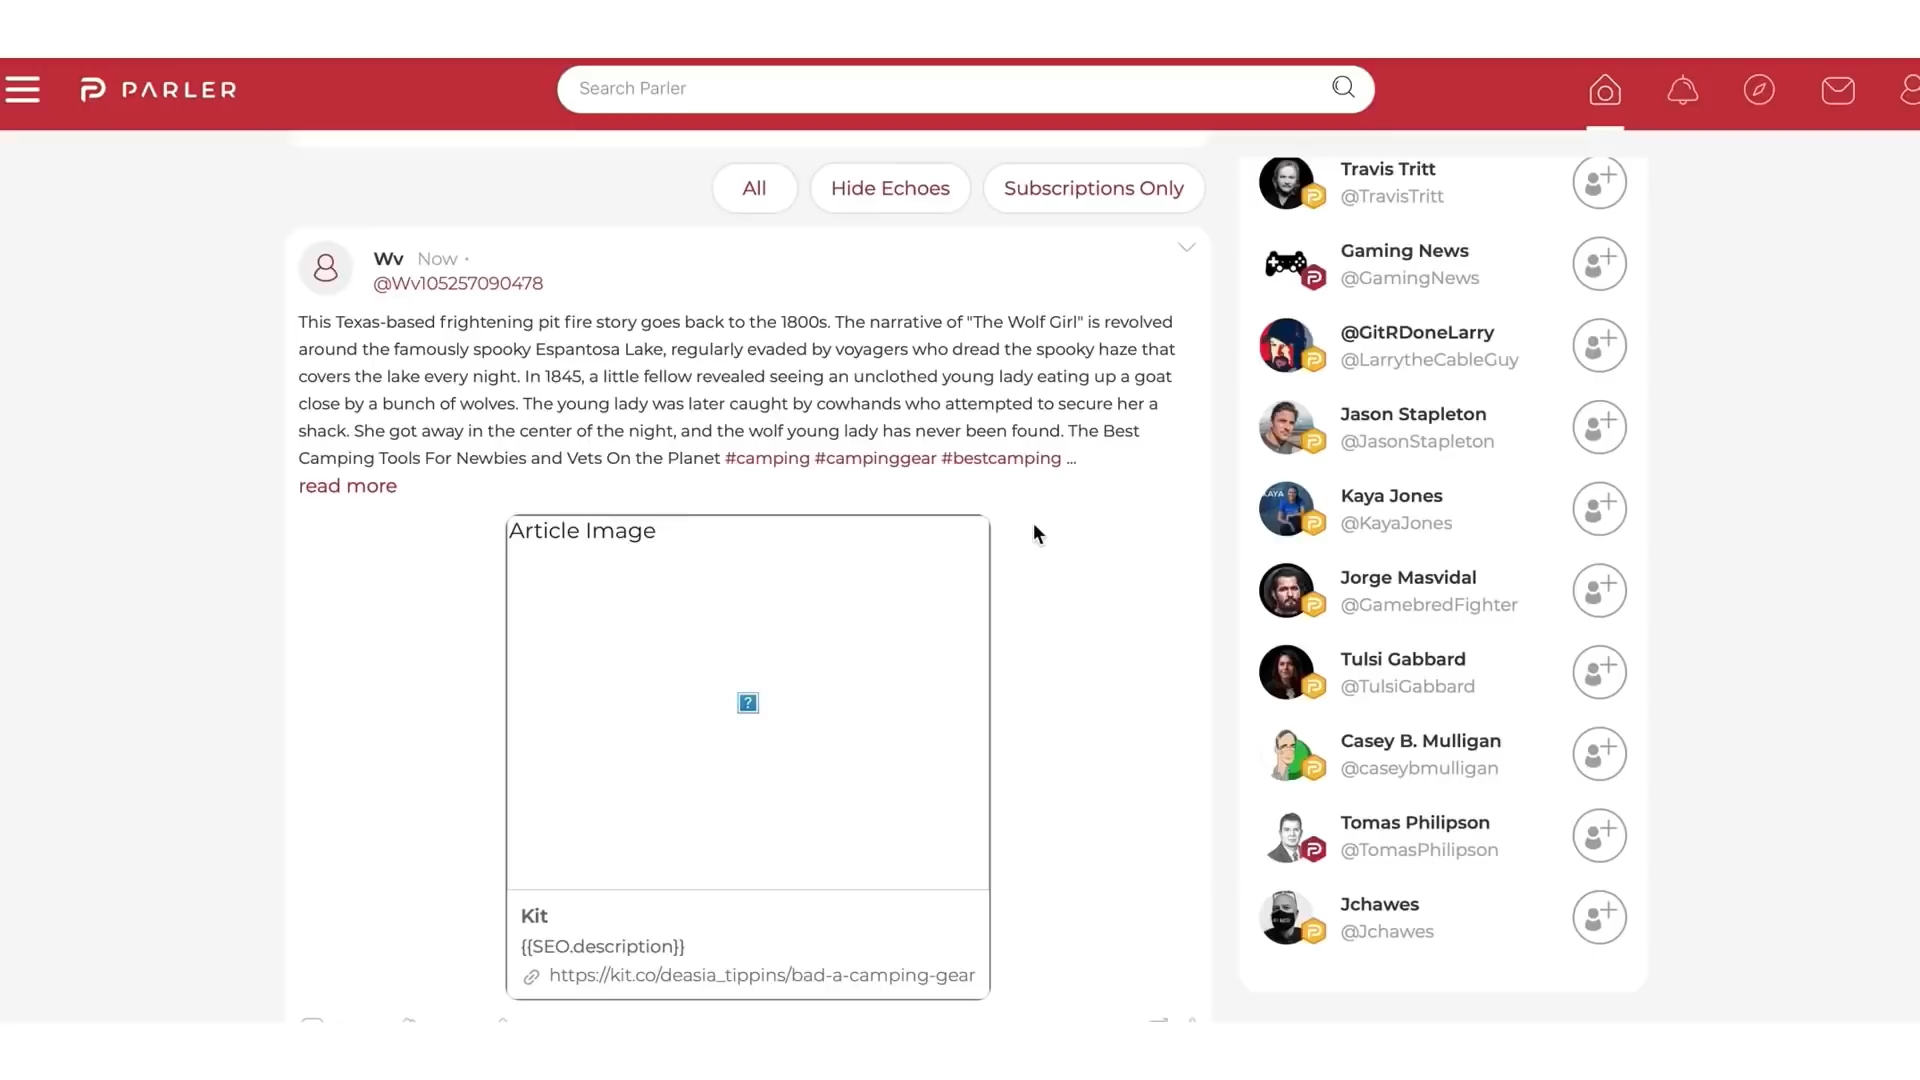 PARLER
Search Parler
All
Hide Echoes
Subscriptions Only
Wv Now •
@Wv105257090478
This Texas-based frightening pit fire story goes back to the 1800s. The narrative of "The Wolf Girl" is revolved
around the famously spooky Espantosa Lake, regularly evaded by voyagers who dread the spooky haze that
covers the lake every night. In 1845, a little fellow revealed seeing an unclothed young lady eating up a goat
close by a bunch of wolves. The young lady was later caught by cowhands who attempted to secure her a
shack. She got away in the center of the night, and the wolf young lady has never been found. The Best
Camping Tools For Newbies and Vets On the Planet #camping #campinggear #bestcamping ...
read more
Article Image
Kit
{{SEO.description}}
https://kit.co/deasia_tippins/bad-a-camping-gear
Travis Tritt
@TravisTritt
Gaming News
@GamingNews
@GitRDoneLarry
@LarrytheCableGuy
Jason Stapleton
@JasonStapleton
KAYA
Kaya Jones
@KayaJones
Jorge Masvidal
@GamebredFighter
Tulsi Gabbard
@TulsiGabbard
Casey B. Mulligan
@caseybmulligan
Tomas Philipson
@TomasPhilipson
Jchawes
@Jchawes